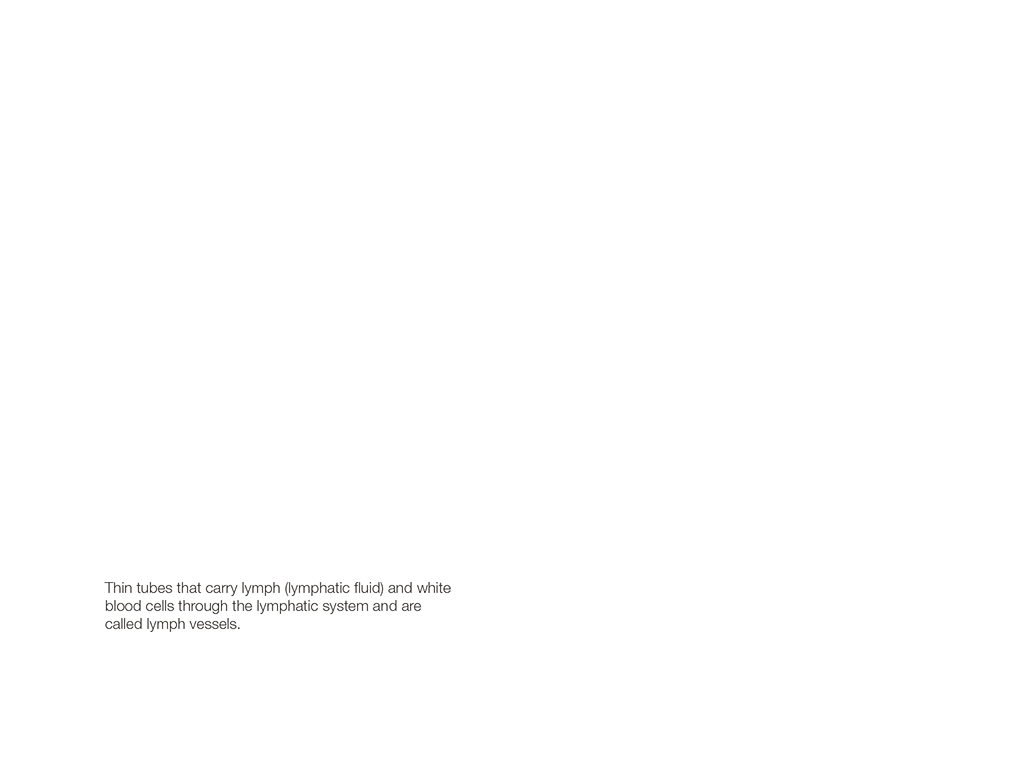 Thin tubes that carry lymph (lymphatic fluid) and white
blood cells through the lymphatic system and are
called lymph vessels.